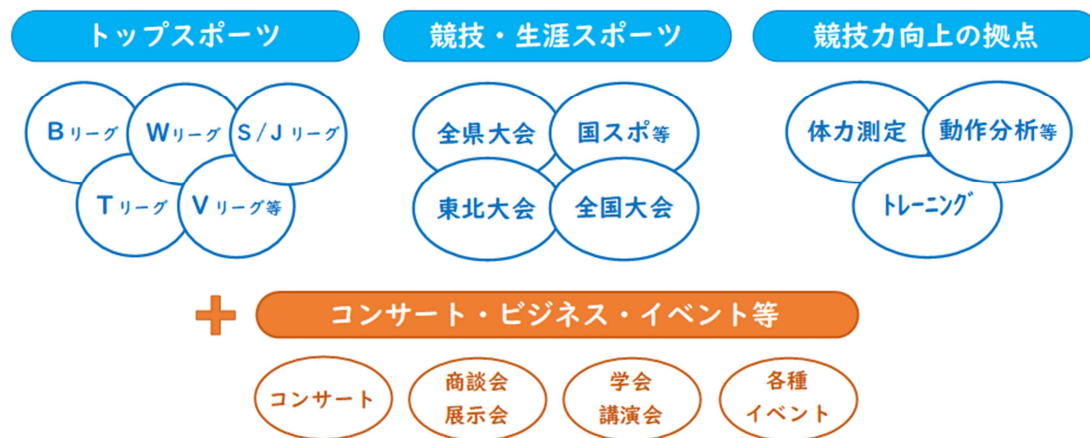 トップスポーツ
競技・生涯スポーツ
競技力向上の拠点
Bリーグ
Wリーグ
S/Jリーグ
Tリーグ
Vリーグ等
全県大会
国スポ等
東北大会
全国大会
体力測定
動作分析等
トレーニング
+ コンサート・ビジネス・イベント等
コンサート
商談会
展示会
学会
講演会
各種
イベント